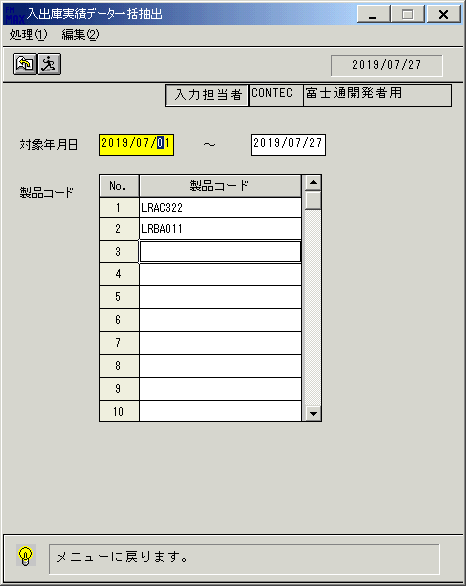 入出庫実績データ一括抽出
処理(1) 編集(2)
2019/07/27
入力担当者 CONTEC 富士通開発者用
対象年月日 2019/07/01 ～ 2019/07/27
製品コード
No. 製品コード
1 LRAC322
2 LRBA011
3
4
5
6
7
8
9
10
メニューに戻ります。